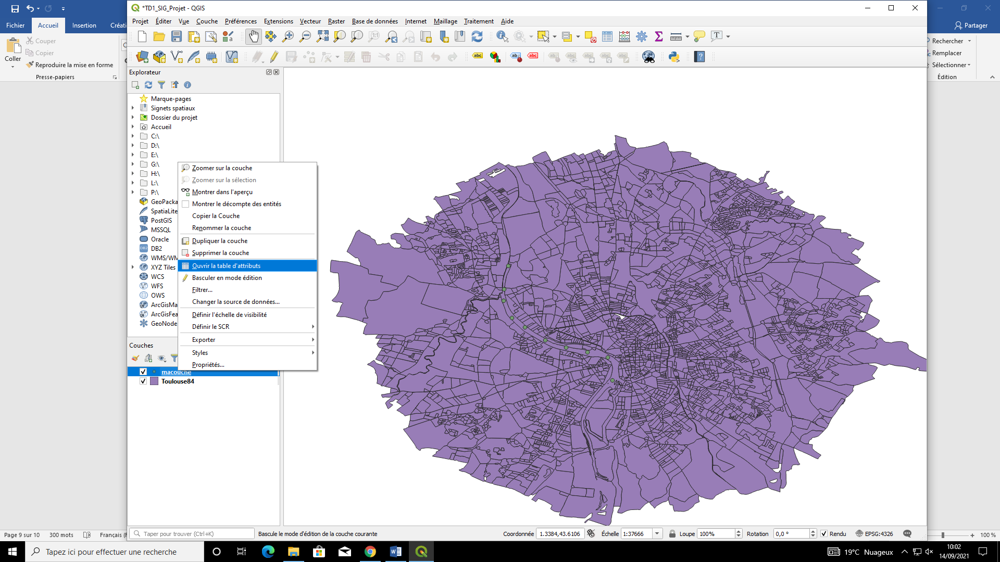 *TD1_SIG_Projet - QGIS
Fichier
Accueil
Insertion
Partager
Projet Éditer Vue Couche Préférences Extensions Vecteur Raster Base de données Internet Maillage Traitement Aide
Coller
Couper
Copier
Reproduire la mise en forme
Presse-papiers
Rechercher
Remplacer
Sélectionner
Édition
Explorateur
Marque-pages
Signets spatiaux
Dossier du projet
Accueil
C:\
D:\
E:\
G:\
H:\
L:\
P:\
GeoPacka
SpatiaLite
PostGIS
MSSQL
Oracle
DB2
WMS/WM
XYZ Tiles
WCS
WFS
OWS
ArcGisMa
ArcGisFea
GeoNode
Zoomer sur la couche
Zoomer sur la sélection
Montrer dans l'aperçu
Montrer le décompte des entités
Copier la Couche
Renommer la couche
Dupliquer la couche
Supprimer la couche
Ouvrir la table d'attributs
Basculer en mode édition
Filtrer...
Changer la source de données...
Définir l'échelle de visibilité
Définir le SCR
Exporter
Styles
Propriétés...
Couches
macouche
Toulouse84
Taper pour trouver (Ctrl+K)
Bascule le mode d'édition de la couche courante
Coordonnée 1.3384,43.6106
Échelle 1:37666
Loupe 100%
Rotation 0,0 °
Rendu
EPSG:4326
Page 9 sur 10
300 mots
100 %
Tapez ici pour effectuer une recherche
19°C Nuageux
10:02
14/09/2021